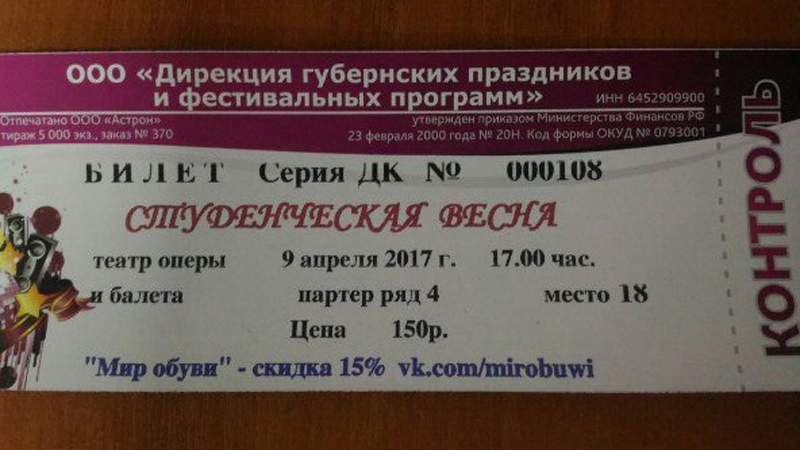 ООО «Дирекция губернских праздников
и фестивальных программ»
ИНН 6452909900
Отпечатано ООО «Астрон»
утвержден приказом Министерства Финансов РФ
тираж 5 000 экз., заказ № 370
23 февраля 2000 года № 20Н. Код формы ОКУД № 0793001
БИЛЕТ Серия ДК № 000108
СТУДЕНЧЕСКАЯ ВЕСНА
театр оперы 9 апреля 2017 г. 17.00 час.
и балета партер ряд 4 место 18
Цена 150р.
"Мир обуви" - скидка 15% vk.com/mirobuwi
КОНТРОЛЬ